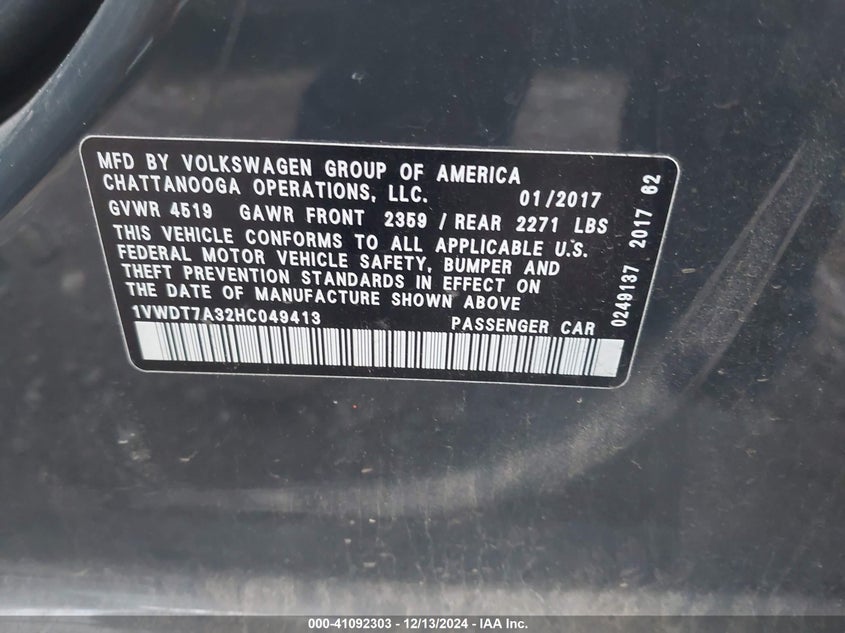 MFD BY VOLKSWAGEN GROUP OF AMERICA
CHATTANOOGA OPERATIONS, LLC. 01/2017
GVWR 4519 GAWR FRONT 2359 / REAR 2271 LBS
THIS VEHICLE CONFORMS TO ALL APPLICABLE U.S.
FEDERAL MOTOR VEHICLE SAFETY, BUMPER AND
THEFT PREVENTION STANDARDS IN EFFECT ON
THE DATE OF MANUFACTURE SHOWN ABOVE
1VWDT7A32HC049413 PASSENGER CAR
0249137 2017 62
000-41092303 - 12/13/2024 - IAA Inc.